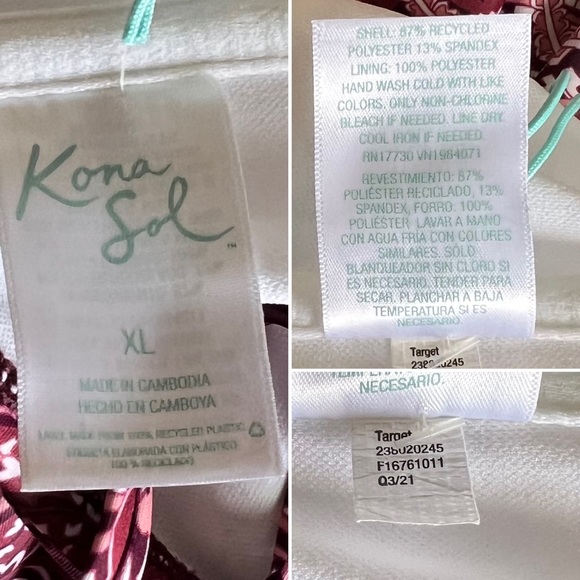 Kona
Sol™
XL
MADE IN CAMBODIA
HECHO EN CAMBOYA
LABEL MADE FROM 100% RECYCLED PLASTIC
ETIQUETA ELABORADA CON PLÁSTICO
100% RECICLADO
SHELL: 87% RECYCLED
POLYESTER 13% SPANDEX
LINING: 100% POLYESTER
HAND WASH COLD WITH LIKE
COLORS. ONLY NON-CHLORINE
BLEACH IF NEEDED. LINE DRY.
COOL IRON IF NEEDED.
RN17730 VN1984071
REVESTIMIENTO: 87%
POLIÉSTER RECICLADO, 13%
SPANDEX, FORRO: 100%
POLIÉSTER. LAVAR A MANO
CON AGUA FRÍA CON COLORES
SIMILARES. SÓLO
BLANQUEADOR SIN CLORO SI
ES NECESARIO. TENDER PARA
SECAR. PLANCHAR A BAJA
TEMPERATURA SI ES
NECESARIO.
Target
238020245
NECESARIO.
Target
238020245
F16761011
Q3/21